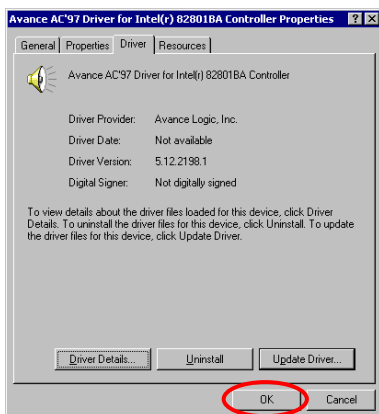 Avance AC'97 Driver for Intel(r) 82801BA Controller Properties
General Properties Driver Resources
Avance AC'97 Driver for Intel(r) 82801BA Controller
Driver Provider: Avance Logic, Inc.
Driver Date: Not available
Driver Version: 5.12.2198.1
Digital Signer: Not digitally signed
To view details about the driver files loaded for this device, click Driver
Details. To uninstall the driver files for this device, click Uninstall. To update
the driver files for this device, click Update Driver.
Driver Details... Uninstall Update Driver...
OK Cancel